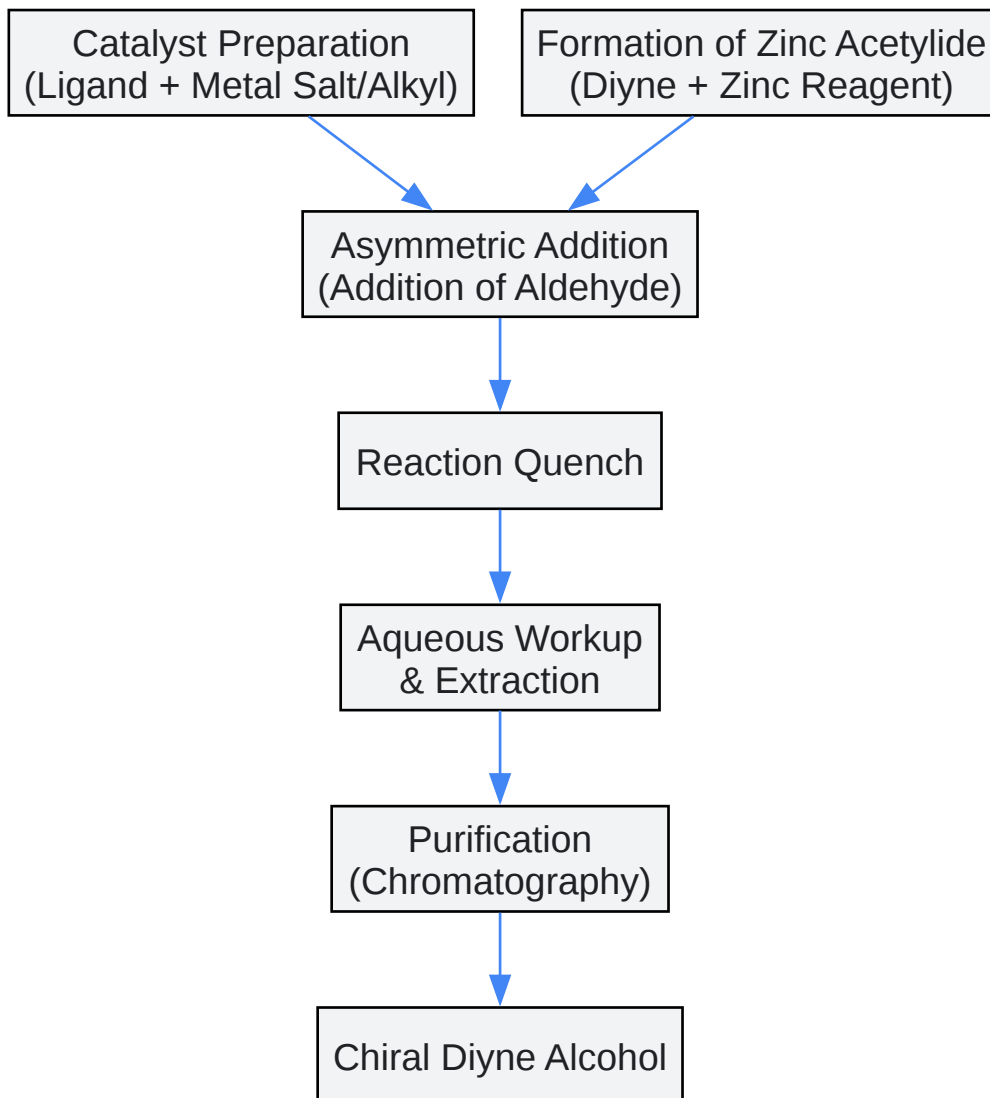 Catalyst Preparation
(Ligand + Metal Salt/Alkyl)
Formation of Zinc Acetylide
(Diyne + Zinc Reagent)
Asymmetric Addition
(Addition of Aldehyde)
Reaction Quench
Aqueous Workup
& Extraction
Purification
(Chromatography)
Chiral Diyne Alcohol